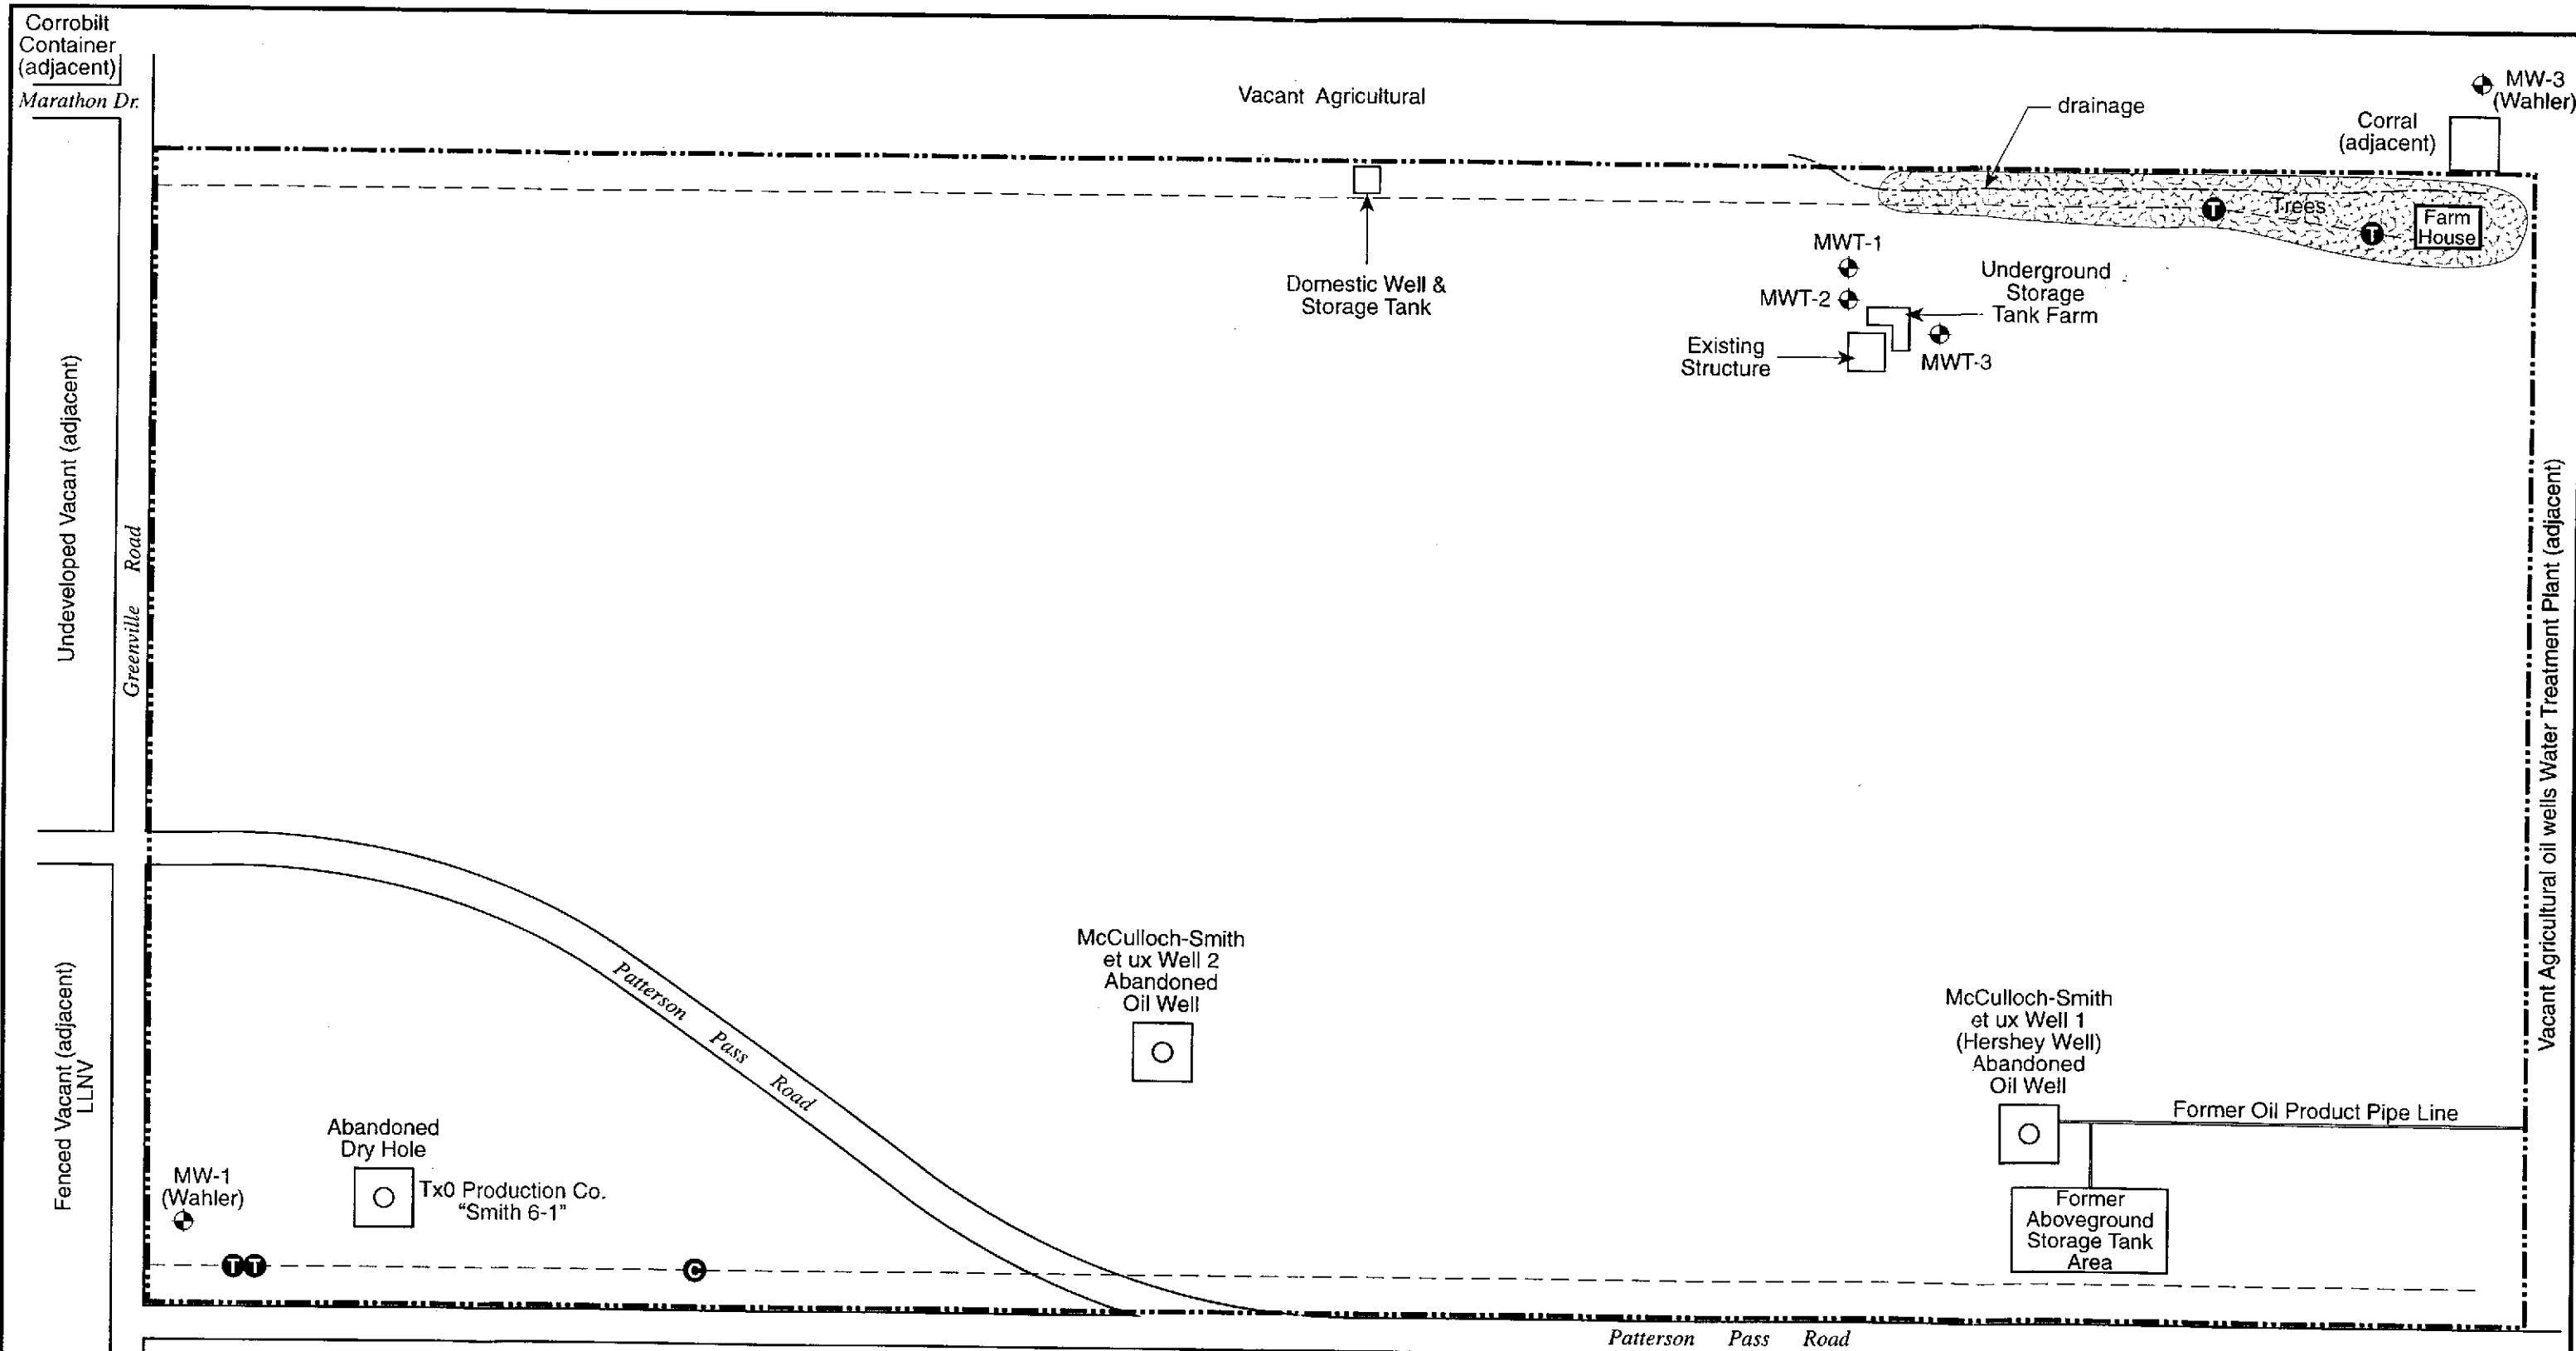 Corrobilt
Container
(adjacent)
Marathon Dr.
Vacant Agricultural
drainage
MW-3
(Wahler)
Corral
(adjacent)
T
Trees
T
Farm
House
MWT-1
MWT-2
Underground
Storage
Tank Farm
Domestic Well &
Storage Tank
Existing
Structure
MWT-3
Undeveloped Vacant (adjacent)
Greenville Road
Vacant Agricultural oil wells Water Treatment Plant (adjacent)
McCulloch-Smith
et ux Well 2
Abandoned
Oil Well
Patterson Pass Road
McCulloch-Smith
et ux Well 1
(Hershey Well)
Abandoned
Oil Well
Former Oil Product Pipe Line
Fenced Vacant (adjacent)
LLNV
Abandoned
Dry Hole
Tx0 Production Co.
"Smith 6-1"
MW-1
(Wahler)
Former
Aboveground
Storage Tank
Area
T T
C
Patterson Pass Road